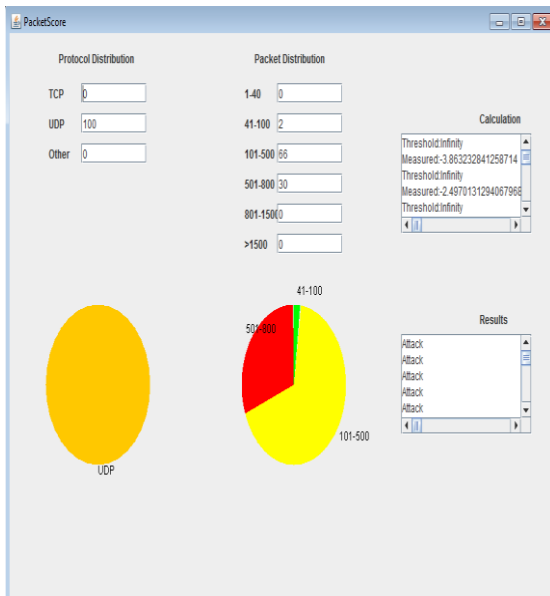 PacketScore
Protocol Distribution
Packet Distribution
TCP 0
UDP 100
Other 0
1-40 0
41-100 2
101-500 66
501-800 30
801-150 0
>1500 0
Calculation
Threshold:Infinity
Measured:-3.863232841258714
Threshold:Infinity
Measured:-2.4970131294067968
Threshold:Infinity
41-100
501-800
101-500
UDP
Results
Attack
Attack
Attack
Attack
Attack